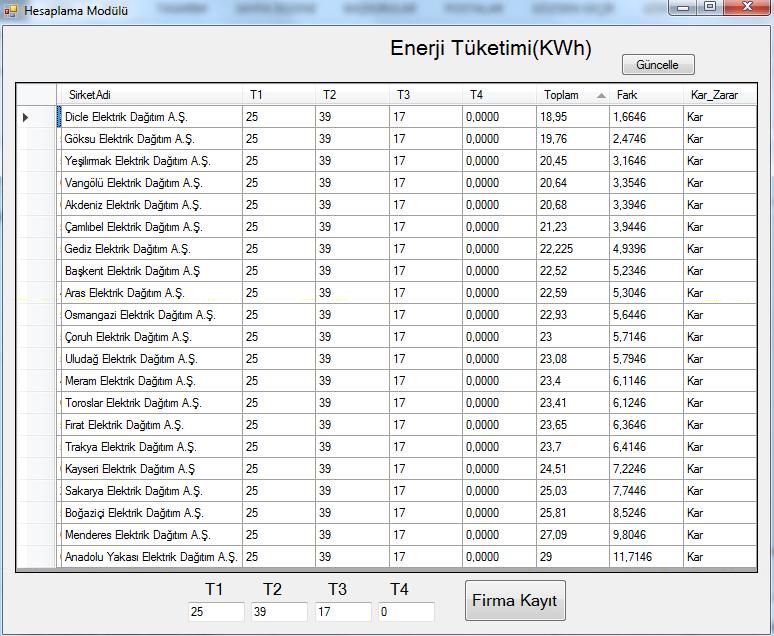 Hesaplama Modülü
Enerji Tüketimi(KWh)
Güncelle
SirketAdi T1 T2 T3 T4 Toplam Fark Kar_Zarar
Dicle Elektrik Dağıtım A.Ş. 25 39 17 0,0000 18,95 1,6646 Kar
Göksu Elektrik Dağıtım A.Ş. 25 39 17 0,0000 19,76 2,4746 Kar
Yeşilırmak Elektrik Dağıtım A.Ş. 25 39 17 0,0000 20,45 3,1646 Kar
Vangölü Elektrik Dağıtım A.Ş. 25 39 17 0,0000 20,64 3,3546 Kar
Akdeniz Elektrik Dağıtım A.Ş. 25 39 17 0,0000 20,68 3,3946 Kar
Çamlıbel Elektrik Dağıtım A.Ş. 25 39 17 0,0000 21,23 3,9446 Kar
Gediz Elektrik Dağıtım A.Ş. 25 39 17 0,0000 22,225 4,9396 Kar
Başkent Elektrik Dağıtım A.Ş 25 39 17 0,0000 22,52 5,2346 Kar
Aras Elektrik Dağıtım A.Ş. 25 39 17 0,0000 22,59 5,3046 Kar
Osmangazi Elektrik Dağıtım A.Ş. 25 39 17 0,0000 22,93 5,6446 Kar
Çoruh Elektrik Dağıtım A.Ş. 25 39 17 0,0000 23 5,7146 Kar
Uludağ Elektrik Dağıtım A.Ş. 25 39 17 0,0000 23,08 5,7946 Kar
Meram Elektrik Dağıtım A.Ş. 25 39 17 0,0000 23,4 6,1146 Kar
Toroslar Elektrik Dağıtım A.Ş. 25 39 17 0,0000 23,41 6,1246 Kar
Fırat Elektrik Dağıtım A.Ş. 25 39 17 0,0000 23,65 6,3646 Kar
Trakya Elektrik Dağıtım A.Ş. 25 39 17 0,0000 23,7 6,4146 Kar
Kayseri Elektrik Dağıtım A.Ş 25 39 17 0,0000 24,51 7,2246 Kar
Sakarya Elektrik Dağıtım A.Ş. 25 39 17 0,0000 25,03 7,7446 Kar
Boğaziçi Elektrik Dağıtım A.Ş. 25 39 17 0,0000 25,81 8,5246 Kar
Menderes Elektrik Dağıtım A.Ş. 25 39 17 0,0000 27,09 9,8046 Kar
Anadolu Yakası Elektrik Dağıtım A.Ş. 25 39 17 0,0000 29 11,7146 Kar
T1 T2 T3 T4
25 39 17 0
Firma Kayıt